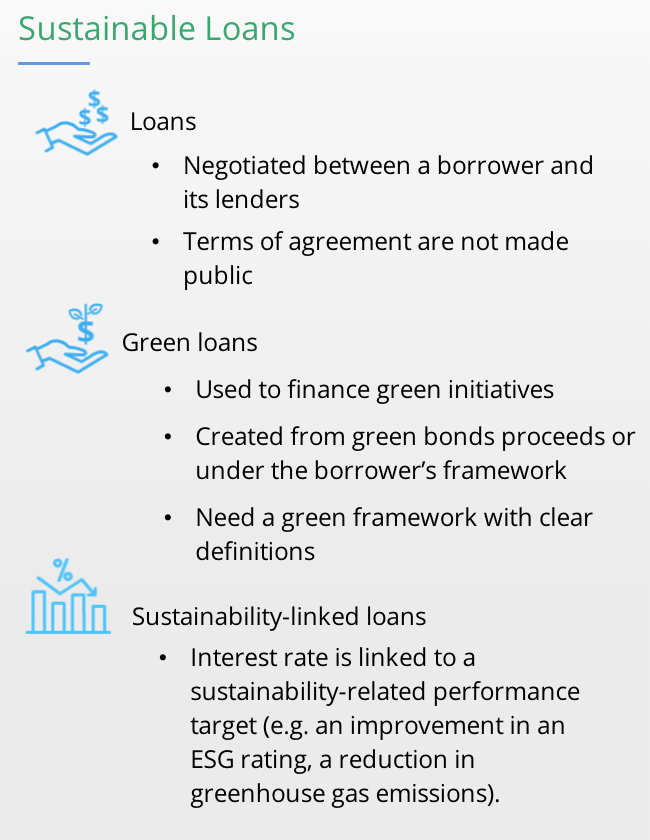 Sustainable Loans
$
$ $
Loans
• Negotiated between a borrower and
its lenders
• Terms of agreement are not made
public
$
Green loans
• Used to finance green initiatives
• Created from green bonds proceeds or
under the borrower’s framework
• Need a green framework with clear
definitions
%
Sustainability-linked loans
• Interest rate is linked to a
sustainability-related performance
target (e.g. an improvement in an
ESG rating, a reduction in
greenhouse gas emissions).